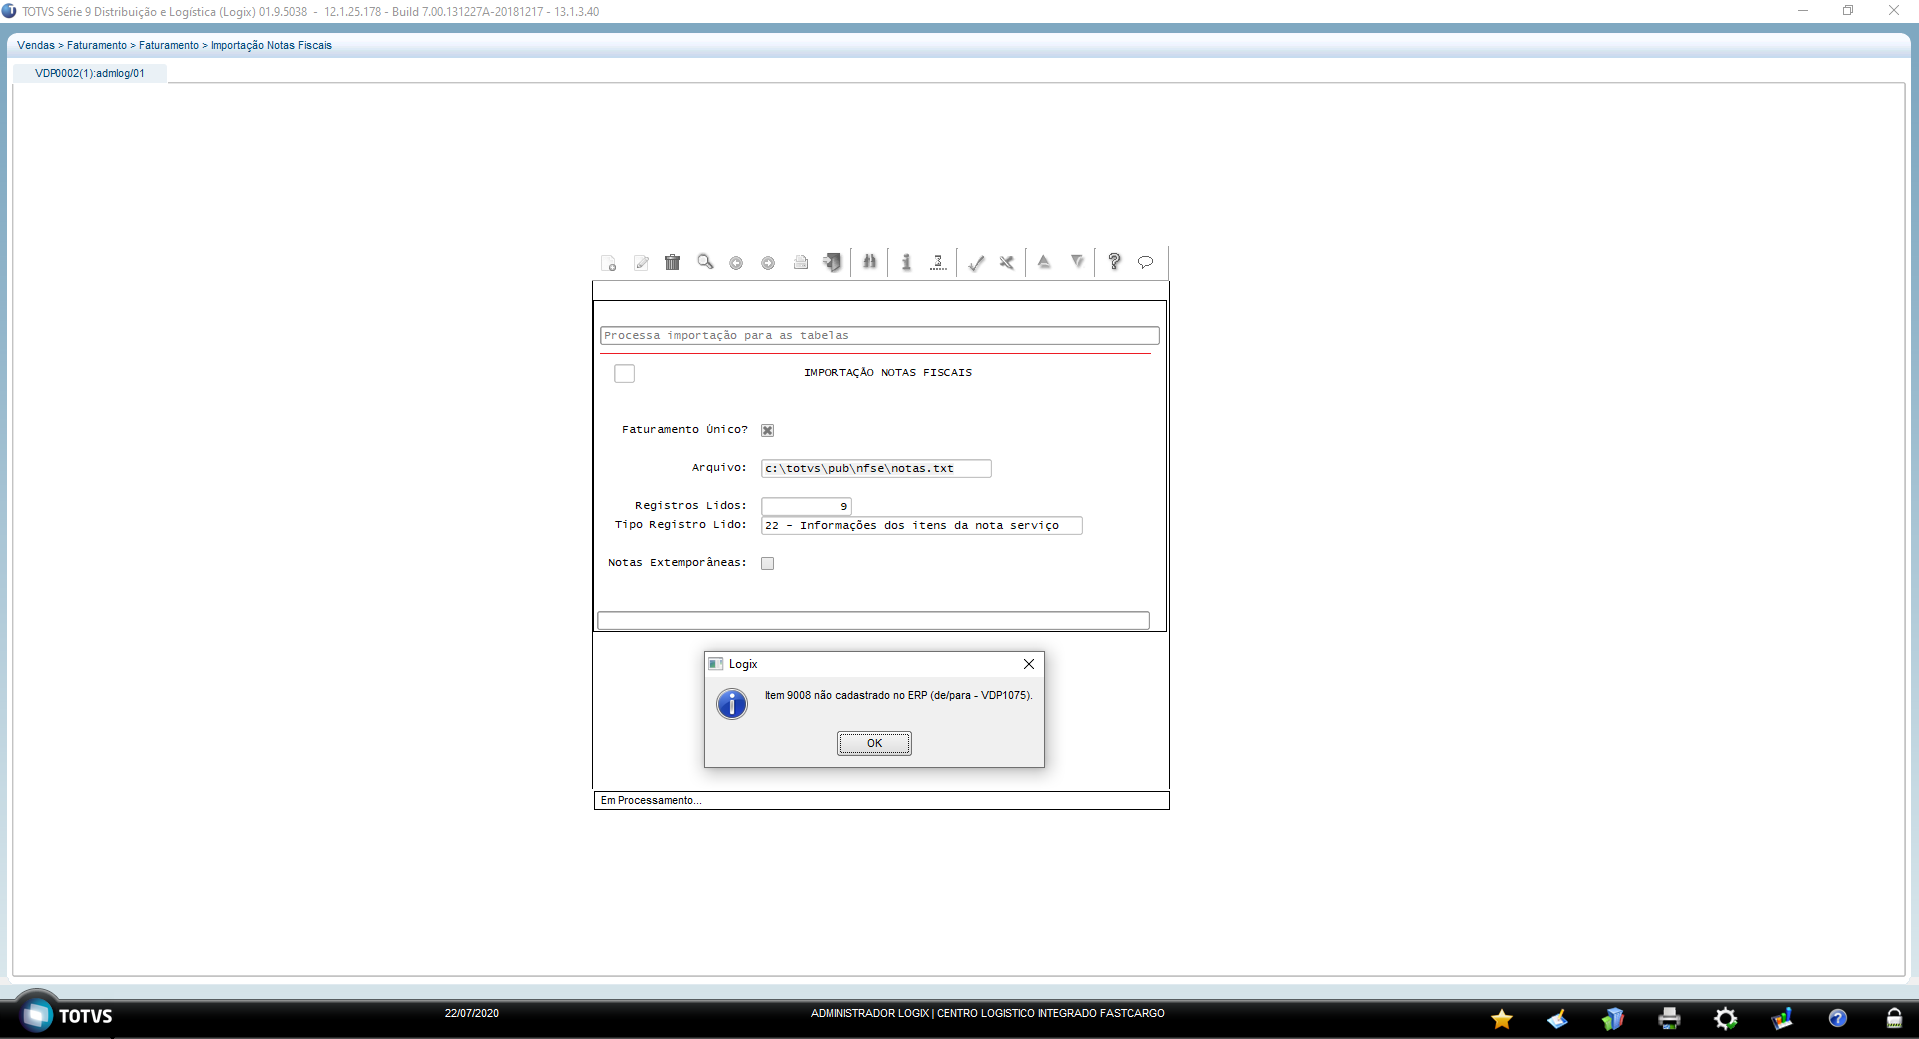 TOTVS Série 9 Distribuição e Logística (Logix) 01.9.5038 - 12.1.25.178 - Build 7.00.131227A-20181217 - 13.1.3.40
Vendas > Faturamento > Faturamento > Importação Notas Fiscais
VDP0002(1):admlog/01
Processa importação para as tabelas
IMPORTAÇÃO NOTAS FISCAIS
Faturamento Único?
Arquivo: c:\totvs\pub\nfse\notas.txt
Registros Lidos: 9
Tipo Registro Lido: 22 - Informações dos itens da nota serviço
Notas Extemporâneas:
Logix
Item 9008 não cadastrado no ERP (de/para - VDP1075).
OK
Em Processamento...
TOTVS
22/07/2020
ADMINISTRADOR LOGIX | CENTRO LOGISTICO INTEGRADO FASTCARGO